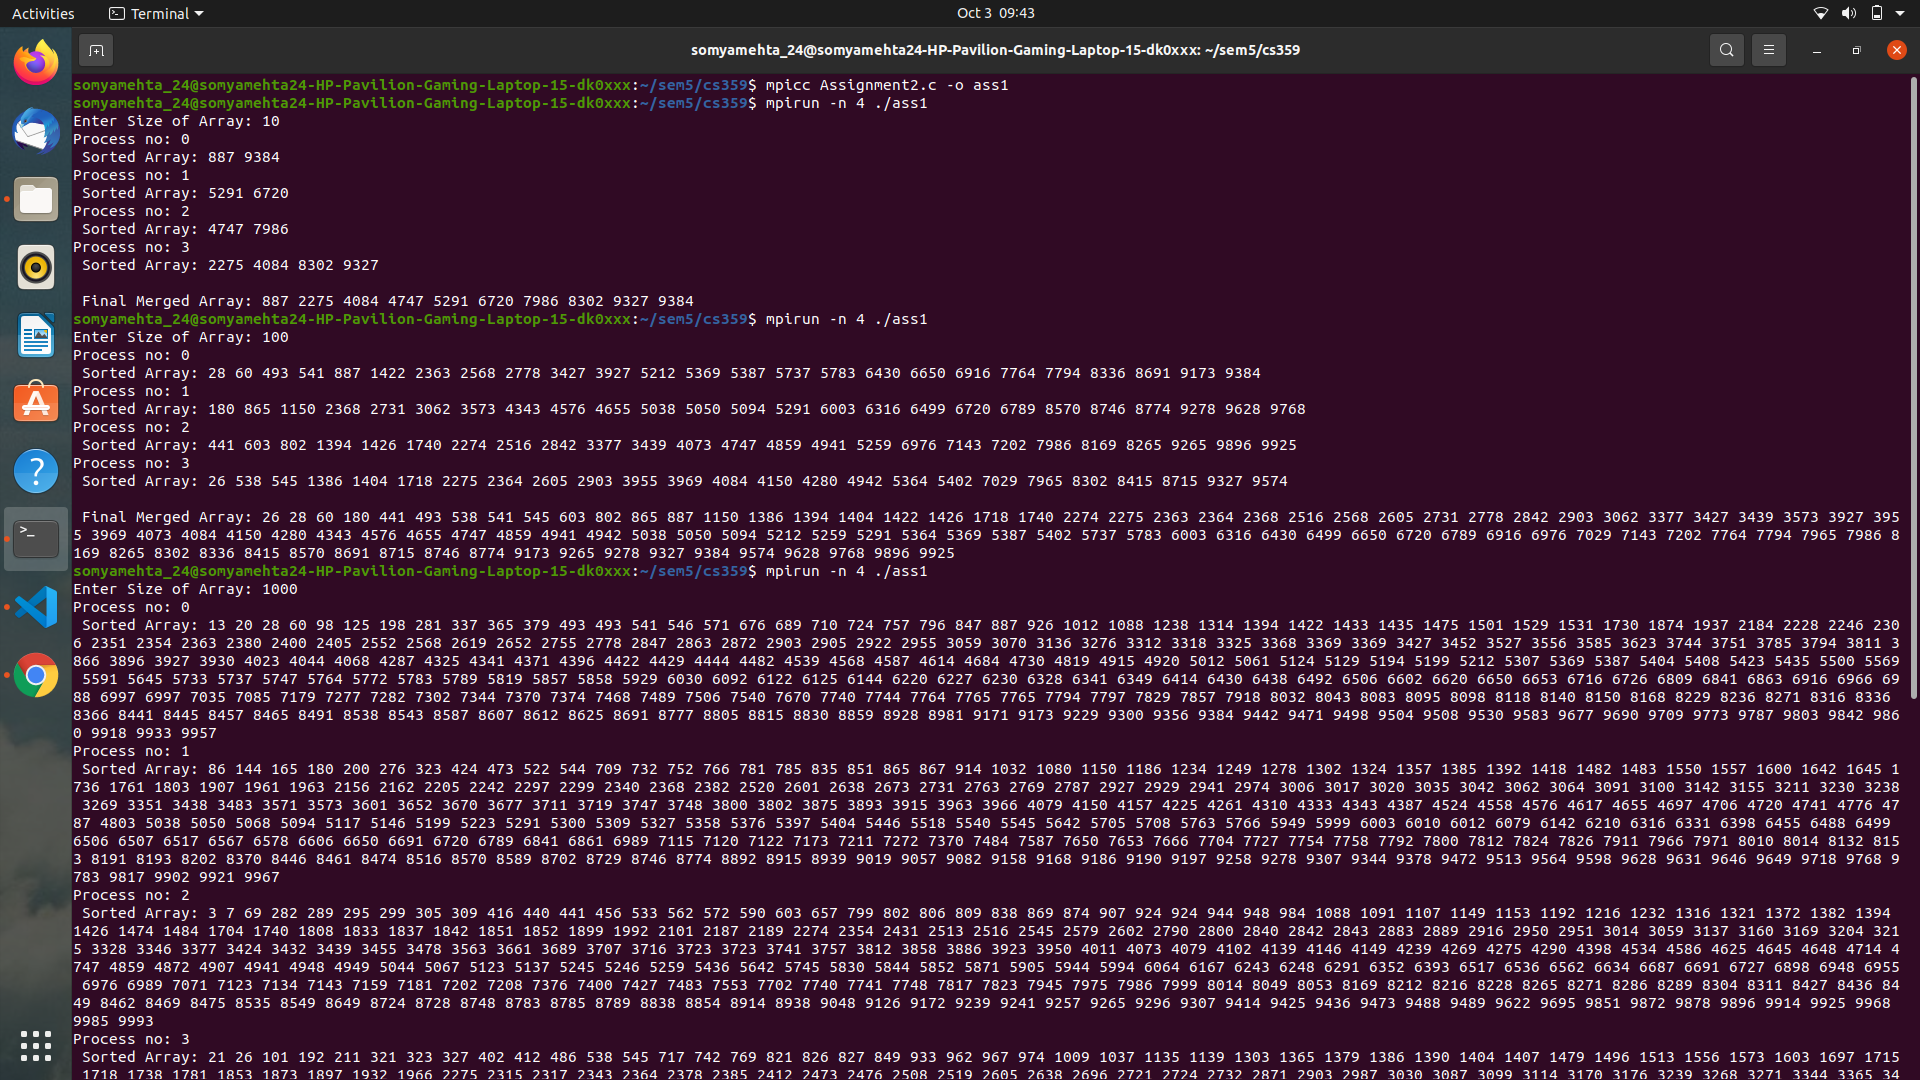 Activities
Terminal
Oct 3 09:43
somyamehta_24@somyamehta24-HP-Pavilion-Gaming-Laptop-15-dk0xxx: ~/sem5/cs359
somyamehta_24@somyamehta24-HP-Pavilion-Gaming-Laptop-15-dk0xxx:~/sem5/cs359$ mpicc Assignment2.c -o ass1
somyamehta_24@somyamehta24-HP-Pavilion-Gaming-Laptop-15-dk0xxx:~/sem5/cs359$ mpirun -n 4 ./ass1
Enter Size of Array: 10
Process no: 0
Sorted Array: 887 9384
Process no: 1
Sorted Array: 5291 6720
Process no: 2
Sorted Array: 4747 7986
Process no: 3
Sorted Array: 2275 4084 8302 9327
Final Merged Array: 887 2275 4084 4747 5291 6720 7986 8302 9327 9384
somyamehta_24@somyamehta24-HP-Pavilion-Gaming-Laptop-15-dk0xxx:~/sem5/cs359$ mpirun -n 4 ./ass1
Enter Size of Array: 100
Process no: 0
Sorted Array: 28 60 493 541 887 1422 2363 2568 2778 3427 3927 5212 5369 5387 5737 5783 6430 6650 6916 7764 7794 8336 8691 9173 9384
Process no: 1
Sorted Array: 180 865 1150 2368 2731 3062 3573 4343 4576 4655 5038 5050 5094 5291 6003 6316 6499 6720 6789 8570 8746 8774 9278 9628 9768
Process no: 2
Sorted Array: 441 603 802 1394 1426 1740 2274 2516 2842 3377 3439 4073 4747 4859 4941 5259 6976 7143 7202 7986 8169 8265 9265 9896 9925
Process no: 3
Sorted Array: 26 538 545 1386 1404 1718 2275 2364 2605 2903 3955 3969 4084 4150 4280 4942 5364 5402 7029 7965 8302 8415 8715 9327 9574
Final Merged Array: 26 28 60 180 441 493 538 541 545 603 802 865 887 1150 1386 1394 1404 1422 1426 1718 1740 2274 2275 2363 2364 2368 2516 2568 2605 2731 2778 2842 2903 3062 3377 3427 3439 3573 3927 395
5 3969 4073 4084 4150 4280 4343 4576 4655 4747 4859 4941 4942 5038 5050 5094 5212 5259 5291 5364 5369 5387 5402 5737 5783 6003 6316 6430 6499 6650 6720 6789 6916 6976 7029 7143 7202 7764 7794 7965 7986 8
169 8265 8302 8336 8415 8570 8691 8715 8746 8774 9173 9265 9278 9327 9384 9574 9628 9768 9896 9925
somyamehta_24@somyamehta24-HP-Pavilion-Gaming-Laptop-15-dk0xxx:~/sem5/cs359$ mpirun -n 4 ./ass1
Enter Size of Array: 1000
Process no: 0
Sorted Array: 13 20 28 60 98 125 198 281 337 365 379 493 493 541 546 571 676 689 710 724 757 796 847 887 926 1012 1088 1238 1314 1394 1422 1433 1435 1475 1501 1529 1531 1730 1874 1937 2184 2228 2246 230
6 2351 2354 2363 2380 2400 2405 2552 2568 2619 2652 2755 2778 2847 2863 2872 2903 2905 2922 2955 3059 3070 3136 3276 3312 3318 3325 3368 3369 3369 3427 3452 3527 3556 3585 3623 3744 3751 3785 3794 3811 3
866 3896 3927 3930 4023 4044 4068 4287 4325 4341 4371 4396 4422 4429 4444 4482 4539 4568 4587 4614 4684 4730 4819 4915 4920 5012 5061 5124 5129 5194 5199 5212 5307 5369 5387 5404 5408 5423 5435 5500 5569
5591 5645 5733 5737 5747 5764 5772 5783 5789 5819 5857 5858 5929 6030 6092 6122 6125 6144 6220 6227 6230 6328 6341 6349 6414 6430 6438 6492 6506 6602 6620 6650 6653 6716 6726 6809 6841 6863 6916 6966 69
88 6997 6997 7035 7085 7179 7277 7282 7302 7344 7370 7374 7468 7489 7506 7540 7670 7740 7744 7764 7765 7765 7794 7797 7829 7857 7918 8032 8043 8083 8095 8098 8118 8140 8150 8168 8229 8236 8271 8316 8336
8366 8441 8445 8457 8465 8491 8538 8543 8587 8607 8612 8625 8691 8777 8805 8815 8830 8859 8928 8981 9171 9173 9229 9300 9356 9384 9442 9471 9498 9504 9508 9530 9583 9677 9690 9709 9773 9787 9803 9842 986
0 9918 9933 9957
Process no: 1
Sorted Array: 86 144 165 180 200 276 323 424 473 522 544 709 732 752 766 781 785 835 851 865 867 914 1032 1080 1150 1186 1234 1249 1278 1302 1324 1357 1385 1392 1418 1482 1483 1550 1557 1600 1642 1645 1
736 1761 1803 1907 1961 1963 2156 2162 2205 2242 2297 2299 2340 2368 2382 2520 2601 2638 2673 2731 2763 2769 2787 2927 2929 2941 2974 3006 3017 3020 3035 3042 3062 3064 3091 3100 3142 3155 3211 3230 3238
3269 3351 3438 3483 3571 3573 3601 3652 3670 3677 3711 3719 3747 3748 3800 3802 3875 3893 3915 3963 3966 4079 4150 4157 4225 4261 4310 4333 4343 4387 4524 4558 4576 4617 4655 4697 4706 4720 4741 4776 47
87 4803 5038 5050 5068 5094 5117 5146 5199 5223 5291 5300 5309 5327 5358 5376 5397 5404 5446 5518 5540 5545 5642 5705 5708 5763 5766 5949 5999 6003 6010 6012 6079 6142 6210 6316 6331 6398 6455 6488 6499
6506 6507 6517 6567 6578 6606 6650 6691 6720 6789 6841 6861 6989 7115 7120 7122 7173 7211 7272 7370 7484 7587 7650 7653 7666 7704 7727 7754 7758 7792 7800 7812 7824 7826 7911 7966 7971 8010 8014 8132 815
3 8191 8193 8202 8370 8446 8461 8474 8516 8570 8589 8702 8729 8746 8774 8892 8915 8939 9019 9057 9082 9158 9168 9186 9190 9197 9258 9278 9307 9344 9378 9472 9513 9564 9598 9628 9631 9646 9649 9718 9768 9
783 9817 9902 9921 9967
Process no: 2
Sorted Array: 3 7 69 282 289 295 299 305 309 416 440 441 456 533 562 572 590 603 657 799 802 806 809 838 869 874 907 924 924 944 948 984 1088 1091 1107 1149 1153 1192 1216 1232 1316 1321 1372 1382 1394
1426 1474 1484 1704 1740 1808 1833 1837 1842 1851 1852 1899 1992 2101 2187 2189 2274 2354 2431 2513 2516 2545 2579 2602 2790 2800 2840 2842 2843 2883 2889 2916 2950 2951 3014 3059 3137 3160 3169 3204 321
5 3328 3346 3377 3424 3432 3439 3455 3478 3563 3661 3689 3707 3716 3723 3723 3741 3757 3812 3858 3886 3923 3950 4011 4073 4079 4102 4139 4146 4149 4239 4269 4275 4290 4398 4534 4586 4625 4645 4648 4714 4
747 4859 4872 4907 4941 4948 4949 5044 5067 5123 5137 5245 5246 5259 5436 5642 5745 5830 5844 5852 5871 5905 5944 5994 6064 6167 6243 6248 6291 6352 6393 6517 6536 6562 6634 6687 6691 6727 6898 6948 6955
6976 6989 7071 7123 7134 7143 7159 7181 7202 7208 7376 7400 7427 7483 7553 7702 7740 7741 7748 7817 7823 7945 7975 7986 7999 8014 8049 8053 8169 8212 8216 8228 8265 8271 8286 8289 8304 8311 8427 8436 84
49 8462 8469 8475 8535 8549 8649 8724 8728 8748 8783 8785 8789 8838 8854 8914 8938 9048 9126 9172 9239 9241 9257 9265 9296 9307 9414 9425 9436 9473 9488 9489 9622 9695 9851 9872 9878 9896 9914 9925 9968
9985 9993
Process no: 3
Sorted Array: 21 26 101 192 211 321 323 327 402 412 486 538 545 717 742 769 821 826 827 849 933 962 967 974 1009 1037 1135 1139 1303 1365 1379 1386 1390 1404 1407 1479 1496 1513 1556 1573 1603 1697 1715
1718 1738 1781 1853 1873 1897 1932 1966 2275 2315 2317 2343 2364 2378 2385 2412 2473 2476 2508 2519 2605 2638 2696 2721 2724 2732 2871 2903 2987 3030 3087 3099 3114 3170 3176 3239 3268 3271 3344 3365 34